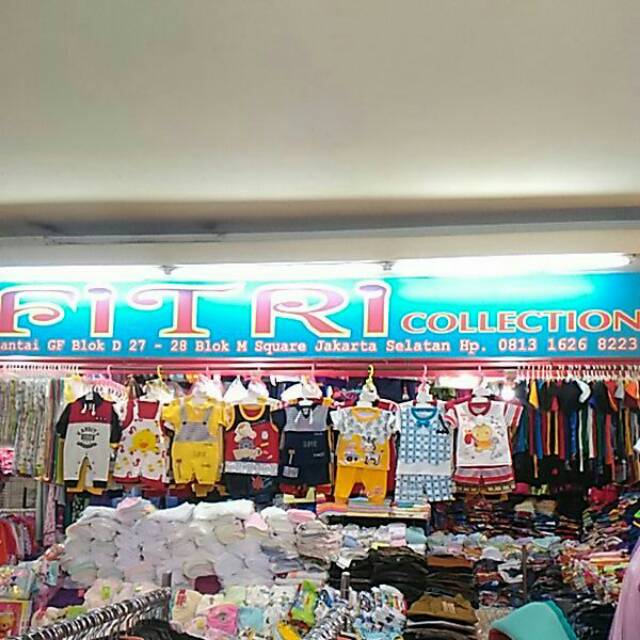 FiTRI COLLECTION
antai GF Blok D 27 - 28 Blok M Square Jakarta Selatan Hp. 0813 1626 8223